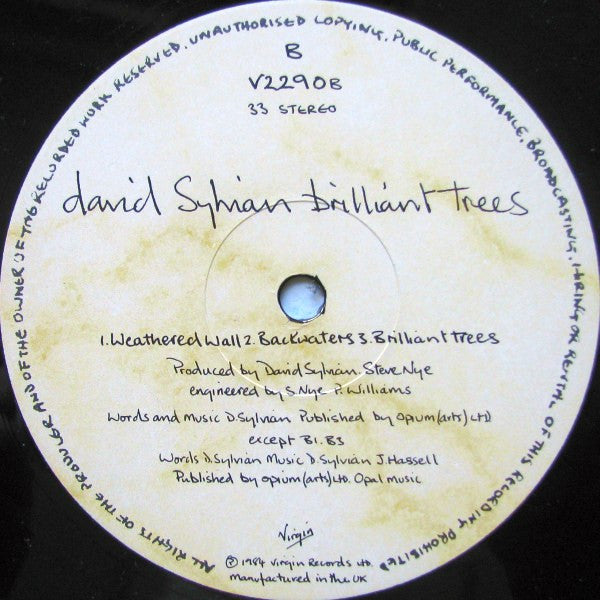 B
V2290B
33 STEREO
david Sylvian brilliant trees
1. Weathered Wall 2. Backwaters 3. Brilliant trees
Produced by David Sylvian. Steve Nye
engineered by S. Nye P. Williams
Words and Music D. Sylvian Published by Opium (arts) LTD
except B1. B3
Words D. Sylvian Music D. Sylvian J. Hassell
Published by opium (arts) LTD. Opal Music
Virgin
℗ 1984 Virgin Records Ltd.
manufactured in the UK
ALL RIGHTS OF THE PRODUCER AND OF THE OWNER OF THE RECORDED WORK RESERVED. UNAUTHORISED COPYING, PUBLIC PERFORMANCE, BROADCASTING, HIRING OR RENTAL OF THIS RECORDING PROHIBITED